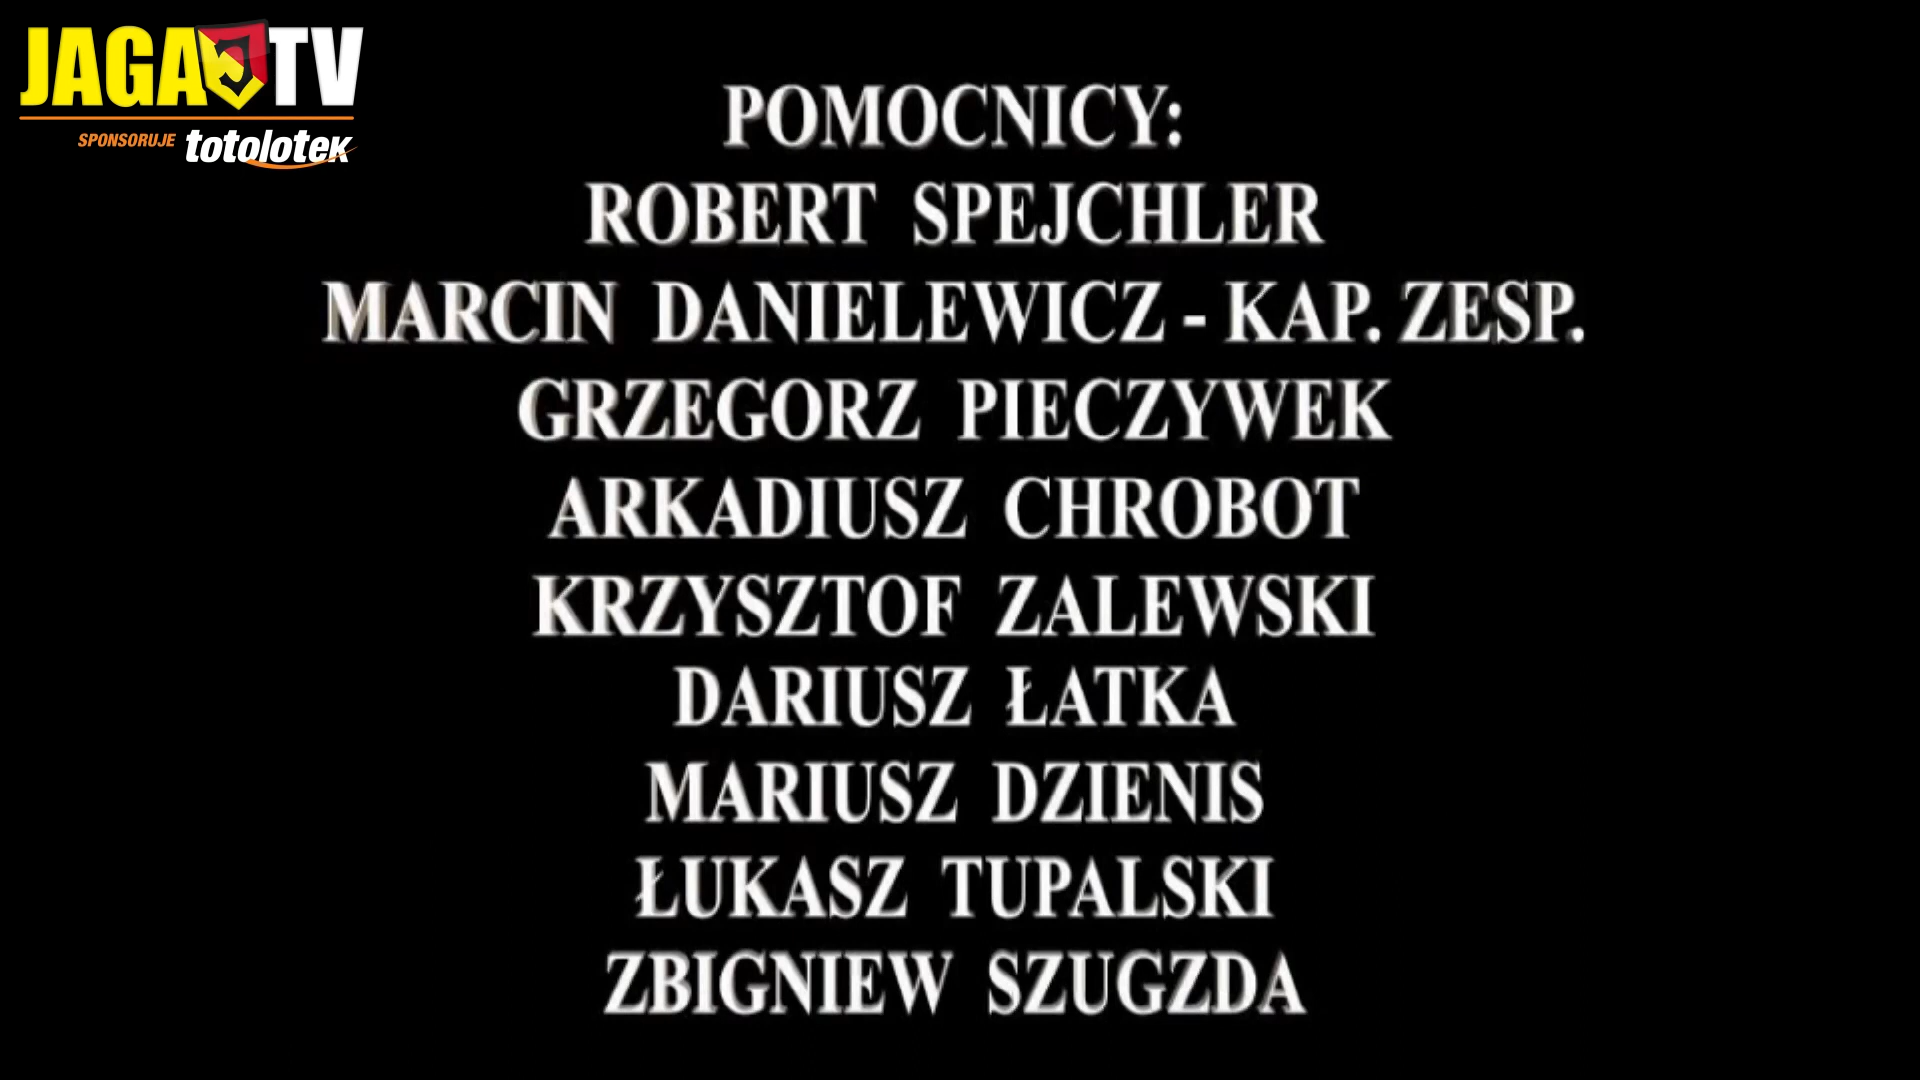 JAGA TV
SPONSORUJE totolotek
POMOCNICY:
ROBERT SPEJCHLER
MARCIN DANIELEWICZ - KAP. ZESP.
GRZEGORZ PIECZYWEK
ARKADIUSZ CHROBOT
KRZYSZTOF ZALEWSKI
DARIUSZ ŁATKA
MARIUSZ DZIENIS
ŁUKASZ TUPALSKI
ZBIGNIEW SZUGZDA